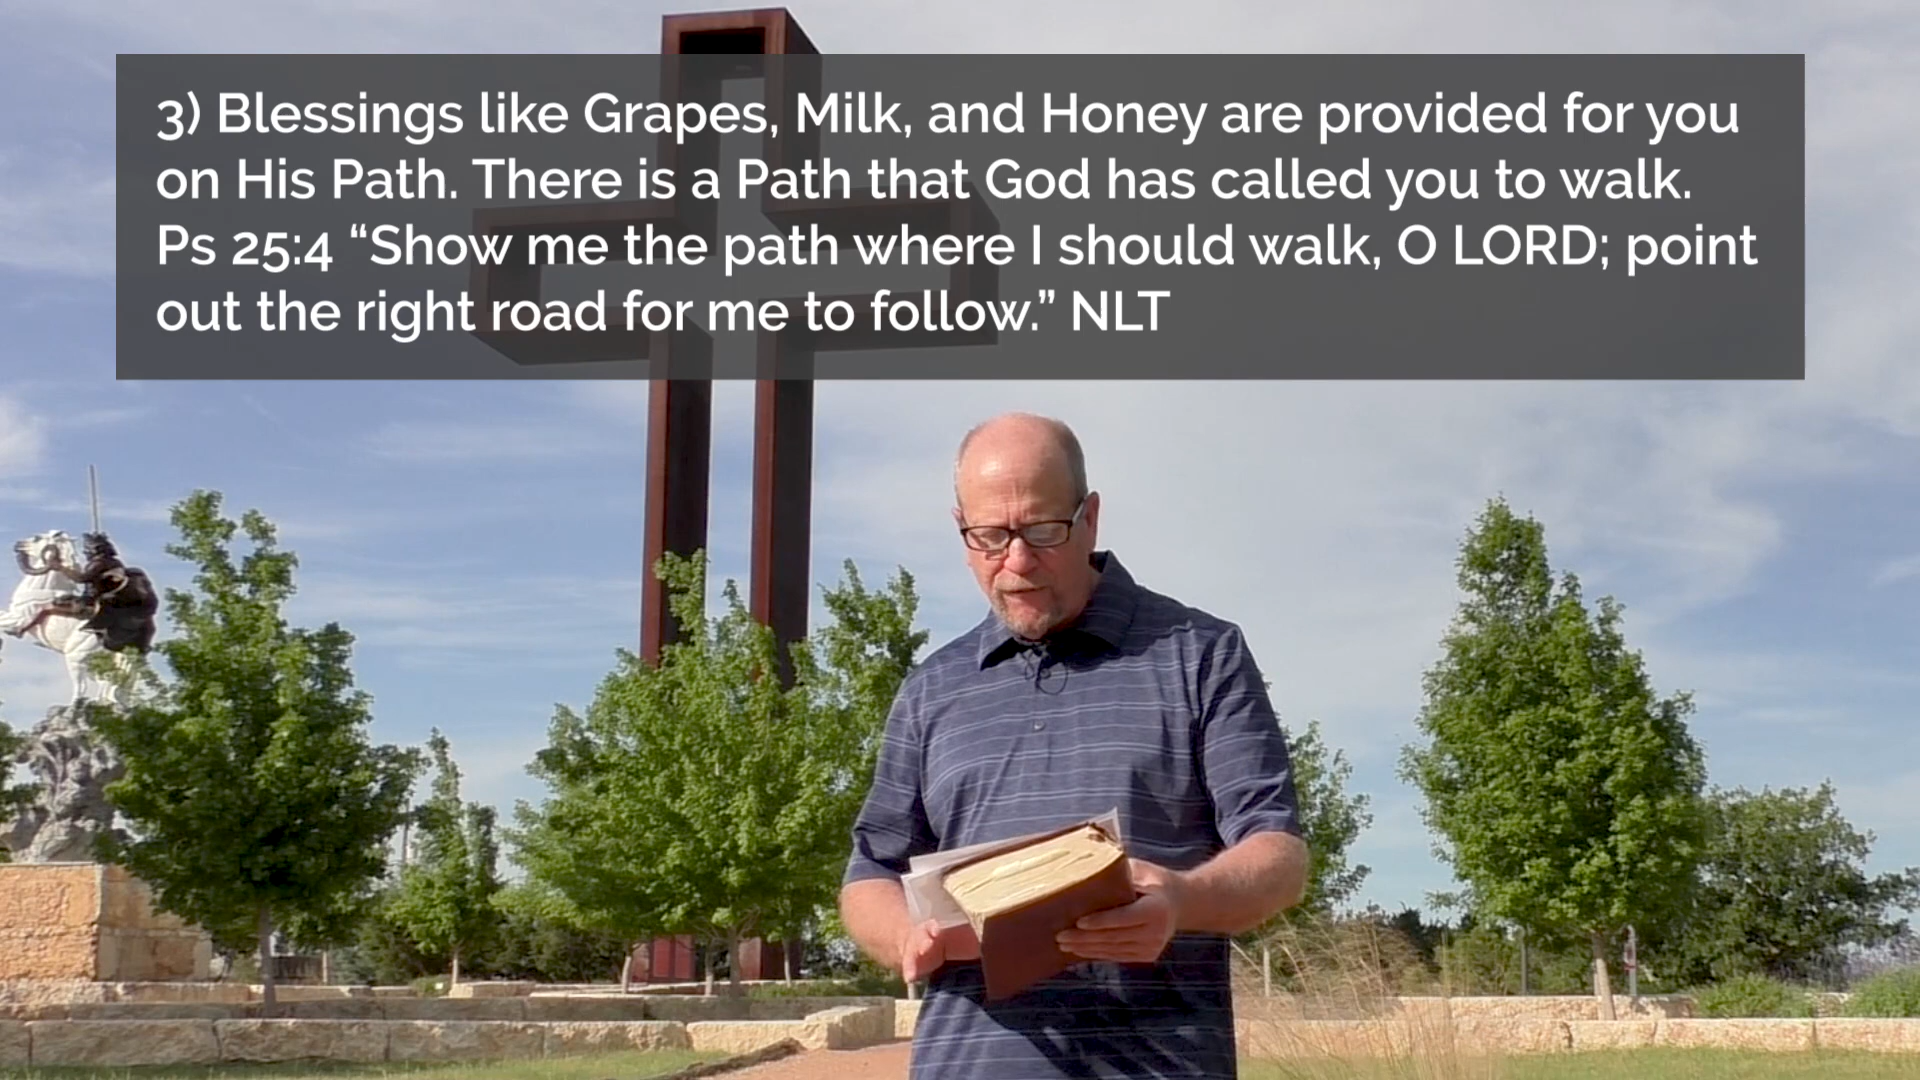 3) Blessings like Grapes, Milk, and Honey are provided for you
on His Path. There is a Path that God has called you to walk.
Ps 25:4 “Show me the path where I should walk, O LORD; point
out the right road for me to follow.” NLT